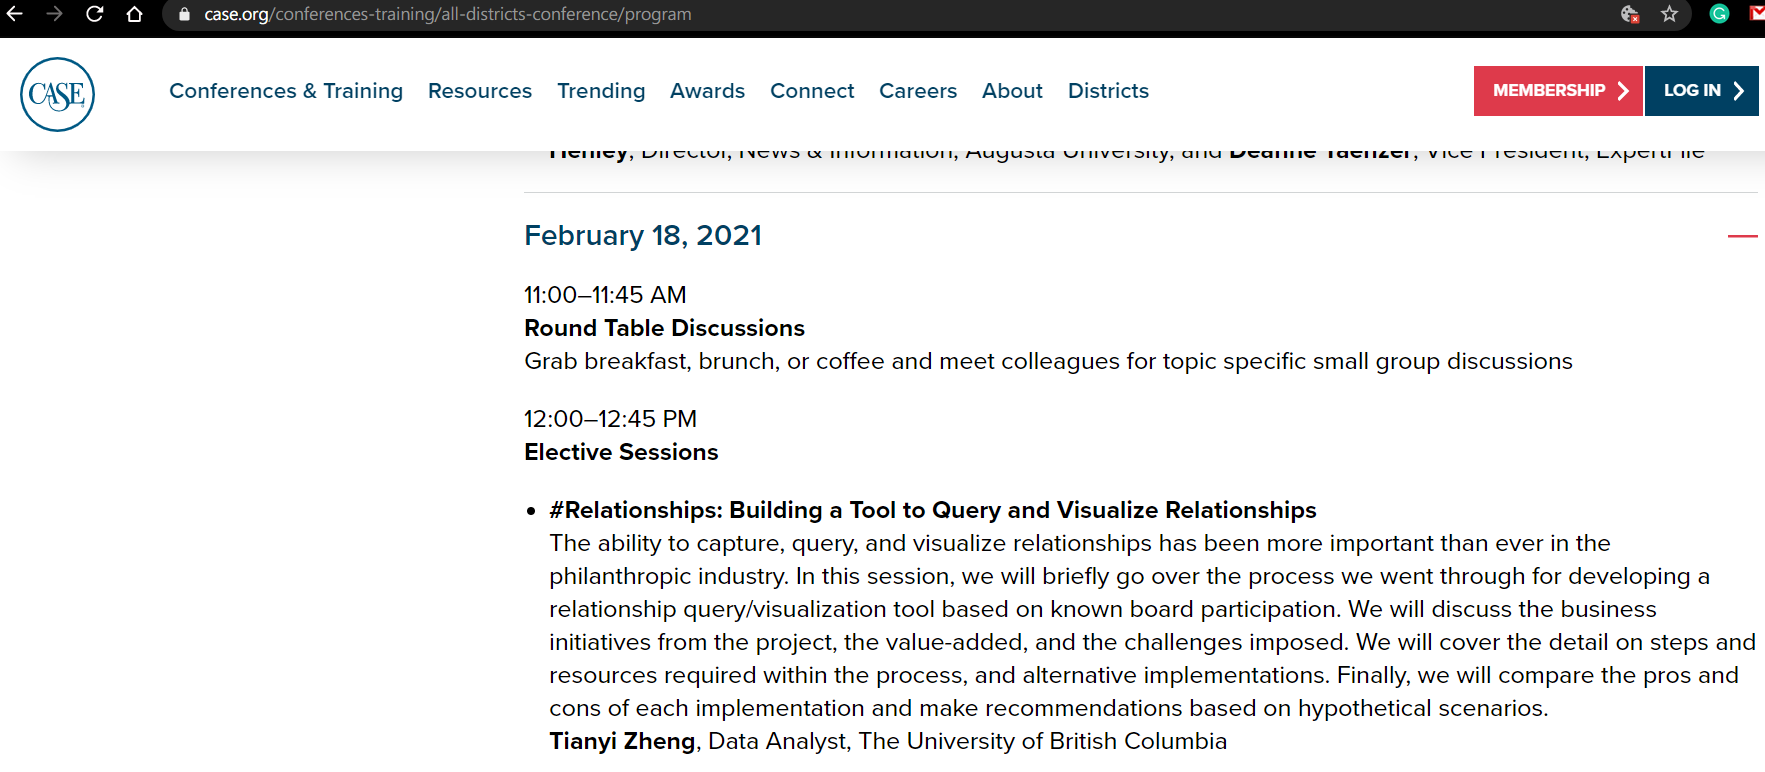 case.org/conferences-training/all-districts-conference/program
CASE
Conferences & Training Resources Trending Awards Connect Careers About Districts
MEMBERSHIP LOG IN
Henley, Director, News & Information, Augusta University, and Deanne Taenzer, Vice President, ExpertFile
February 18, 2021
11:00–11:45 AM
Round Table Discussions
Grab breakfast, brunch, or coffee and meet colleagues for topic specific small group discussions
12:00–12:45 PM
Elective Sessions
• #Relationships: Building a Tool to Query and Visualize Relationships
The ability to capture, query, and visualize relationships has been more important than ever in the
philanthropic industry. In this session, we will briefly go over the process we went through for developing a
relationship query/visualization tool based on known board participation. We will discuss the business
initiatives from the project, the value-added, and the challenges imposed. We will cover the detail on steps and
resources required within the process, and alternative implementations. Finally, we will compare the pros and
cons of each implementation and make recommendations based on hypothetical scenarios.
Tianyi Zheng, Data Analyst, The University of British Columbia